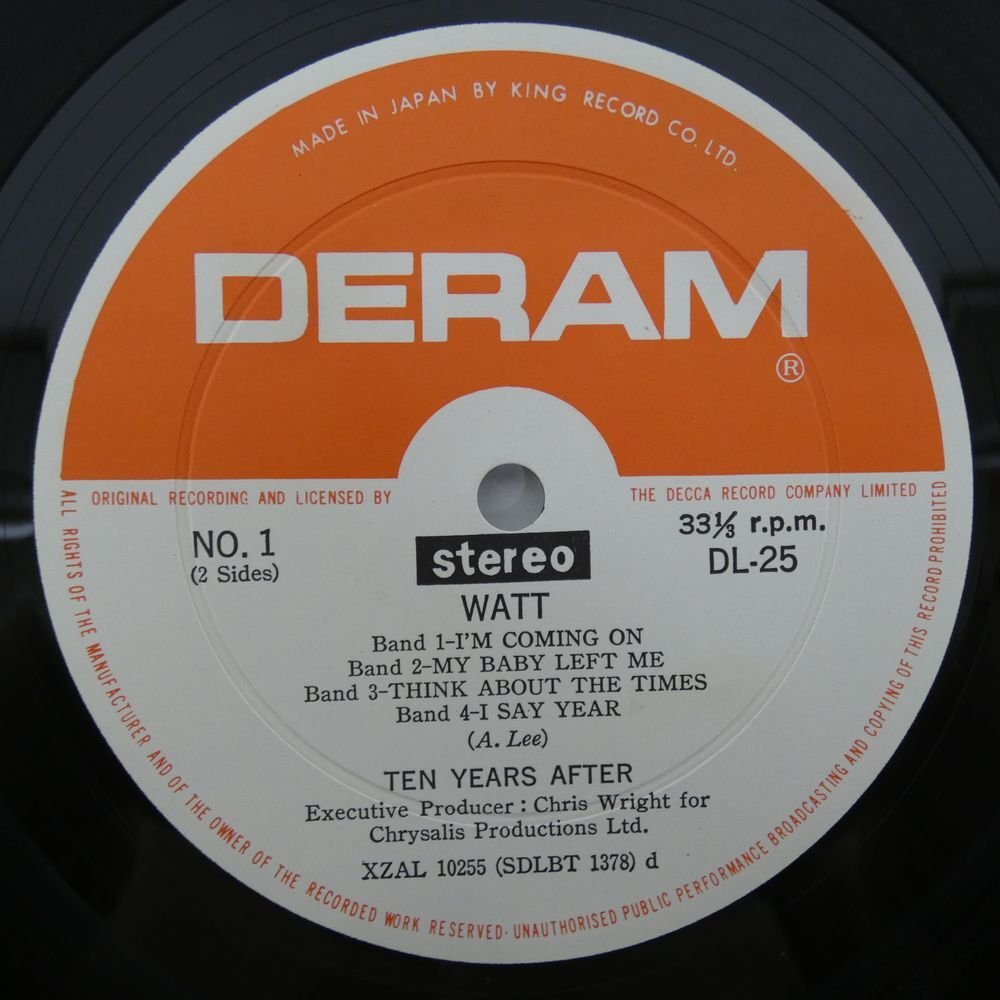 MADE IN JAPAN BY KING RECORD CO. LTD.
DERAM
®
ORIGINAL RECORDING AND LICENSED BY THE DECCA RECORD COMPANY LIMITED
NO. 1
(2 Sides)
stereo
33⅓ r.p.m.
DL-25
WATT
Band 1-I'M COMING ON
Band 2-MY BABY LEFT ME
Band 3-THINK ABOUT THE TIMES
Band 4-I SAY YEAR
(A. Lee)
TEN YEARS AFTER
Executive Producer : Chris Wright for
Chrysalis Productions Ltd.
XZAL 10255 (SDLBT 1378) d
ALL RIGHTS OF THE MANUFACTURER AND OF THE OWNER OF THE RECORDED WORK RESERVED· UNAUTHORISED PUBLIC PERFORMANCE BROADCASTING AND COPYING OF THIS RECORD PROHIBITED